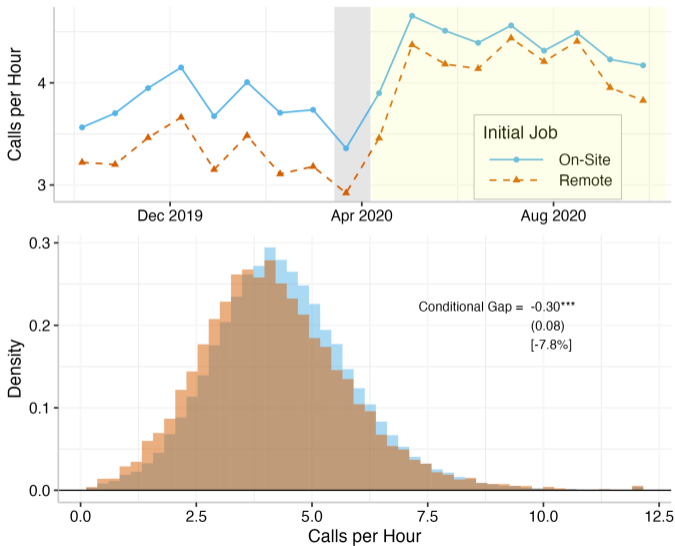 Calls per Hour
4
3
Initial Job
On-Site
Remote
Dec 2019 Apr 2020 Aug 2020
Density
0.3
0.2
0.1
0.0
Conditional Gap = -0.30***
(0.08)
[-7.8%]
0.0 2.5 5.0 7.5 10.0 12.5
Calls per Hour